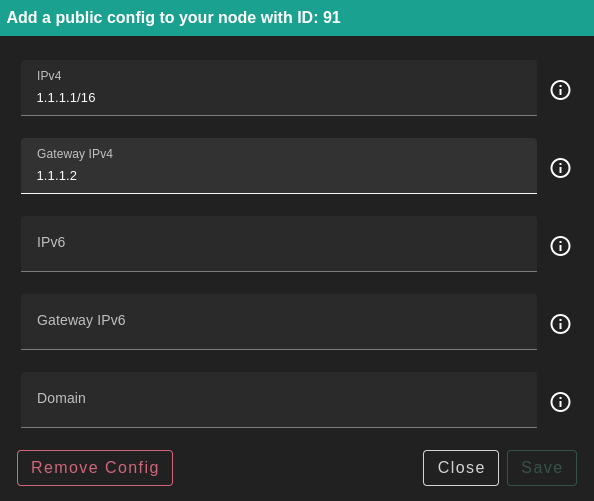 Add a public config to your node with ID: 91
IPv4
1.1.1.1/16
Gateway IPv4
1.1.1.2
IPv6
Gateway IPv6
Domain
Remove Config
Close
Save